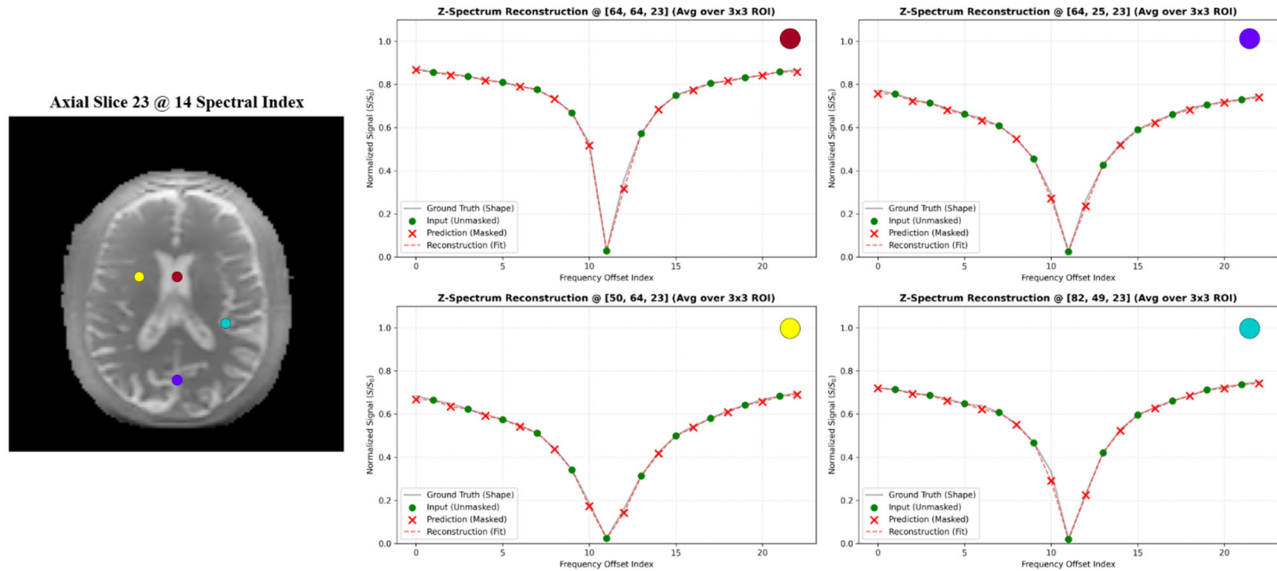 Axial Slice 23 @ 14 Spectral Index
Z-Spectrum Reconstruction @ [64, 64, 23] (Avg over 3x3 ROI)
Normalized Signal (S/S₀)
1.0
0.8
0.6
0.4
0.2
0.0
Ground Truth (Shape)
Input (Unmasked)
Prediction (Masked)
Reconstruction (Fit)
0 5 10 15 20
Frequency Offset Index
Z-Spectrum Reconstruction @ [64, 25, 23] (Avg over 3x3 ROI)
Normalized Signal (S/S₀)
1.0
0.8
0.6
0.4
0.2
0.0
Ground Truth (Shape)
Input (Unmasked)
Prediction (Masked)
Reconstruction (Fit)
0 5 10 15 20
Frequency Offset Index
Z-Spectrum Reconstruction @ [50, 64, 23] (Avg over 3x3 ROI)
Normalized Signal (S/S₀)
1.0
0.8
0.6
0.4
0.2
0.0
Ground Truth (Shape)
Input (Unmasked)
Prediction (Masked)
Reconstruction (Fit)
0 5 10 15 20
Frequency Offset Index
Z-Spectrum Reconstruction @ [82, 49, 23] (Avg over 3x3 ROI)
Normalized Signal (S/S₀)
1.0
0.8
0.6
0.4
0.2
0.0
Ground Truth (Shape)
Input (Unmasked)
Prediction (Masked)
Reconstruction (Fit)
0 5 10 15 20
Frequency Offset Index